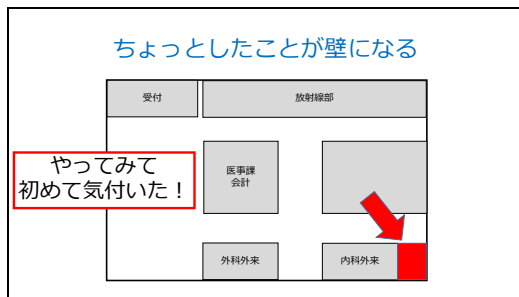 ちょっとしたことが壁になる
受付
放射線部
やってみて
初めて気付いた！
医事課
会計
外科外来
内科外来